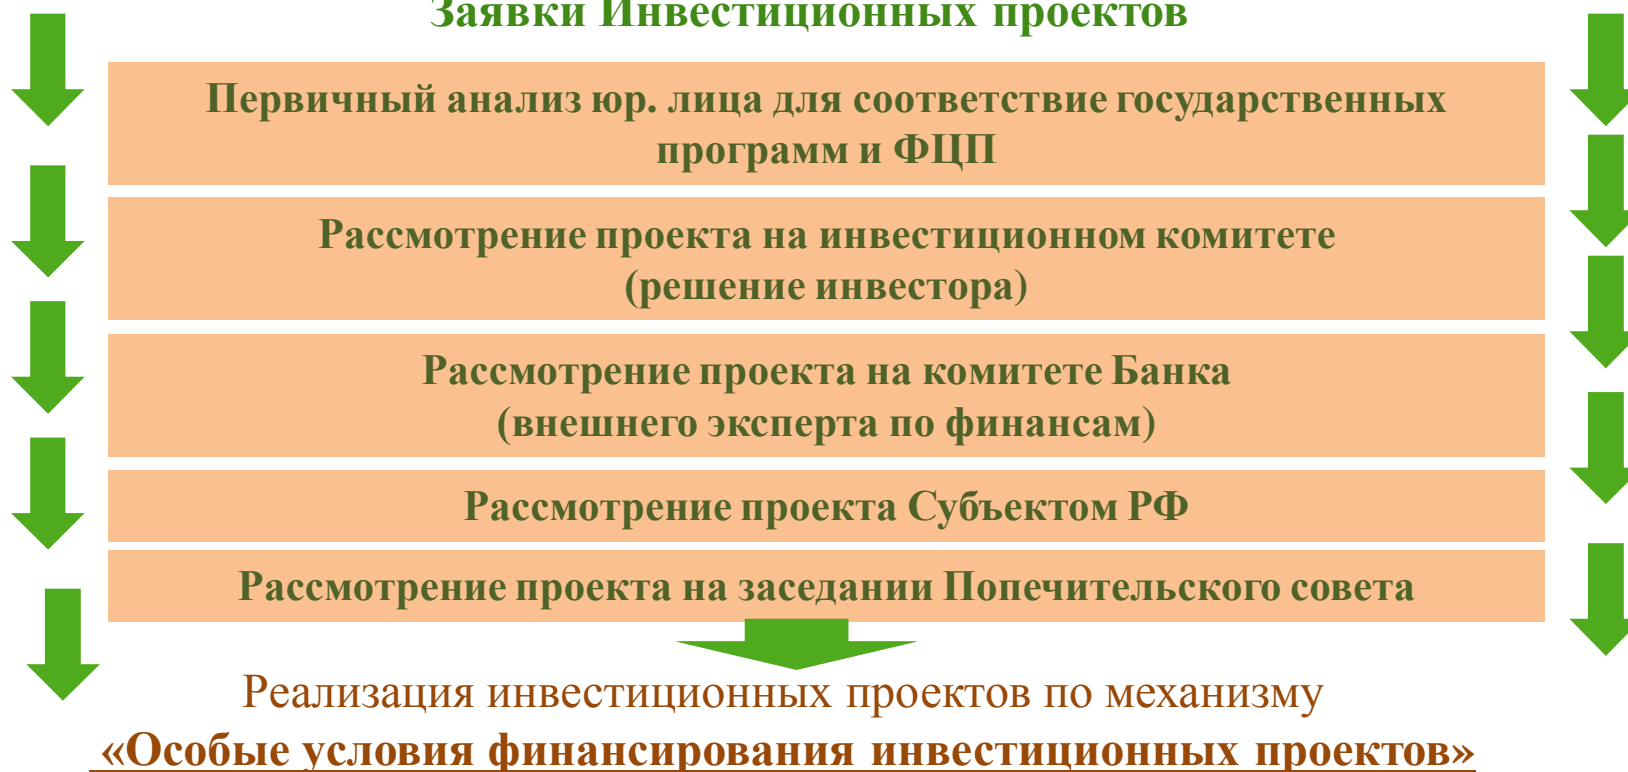 Заявки Инвестиционных проектов
Первичный анализ юр. лица для соответствие государственных
программ и ФЦП
Рассмотрение проекта на инвестиционном комитете
(решение инвестора)
Рассмотрение проекта на комитете Банка
(внешнего эксперта по финансам)
Рассмотрение проекта Субъектом РФ
Рассмотрение проекта на заседании Попечительского совета
Реализация инвестиционных проектов по механизму
«Особые условия финансирования инвестиционных проектов»